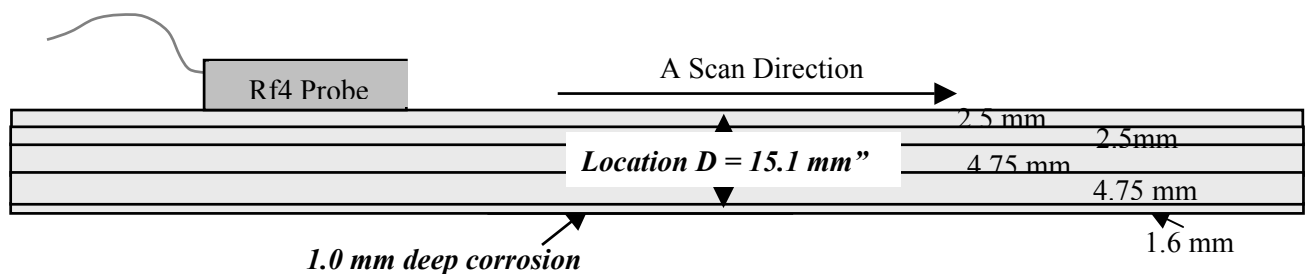 A Scan Direction
Rf4 Probe
2.5 mm
2.5mm
Location D = 15.1 mm”
4.75 mm
4.75 mm
1.6 mm
1.0 mm deep corrosion